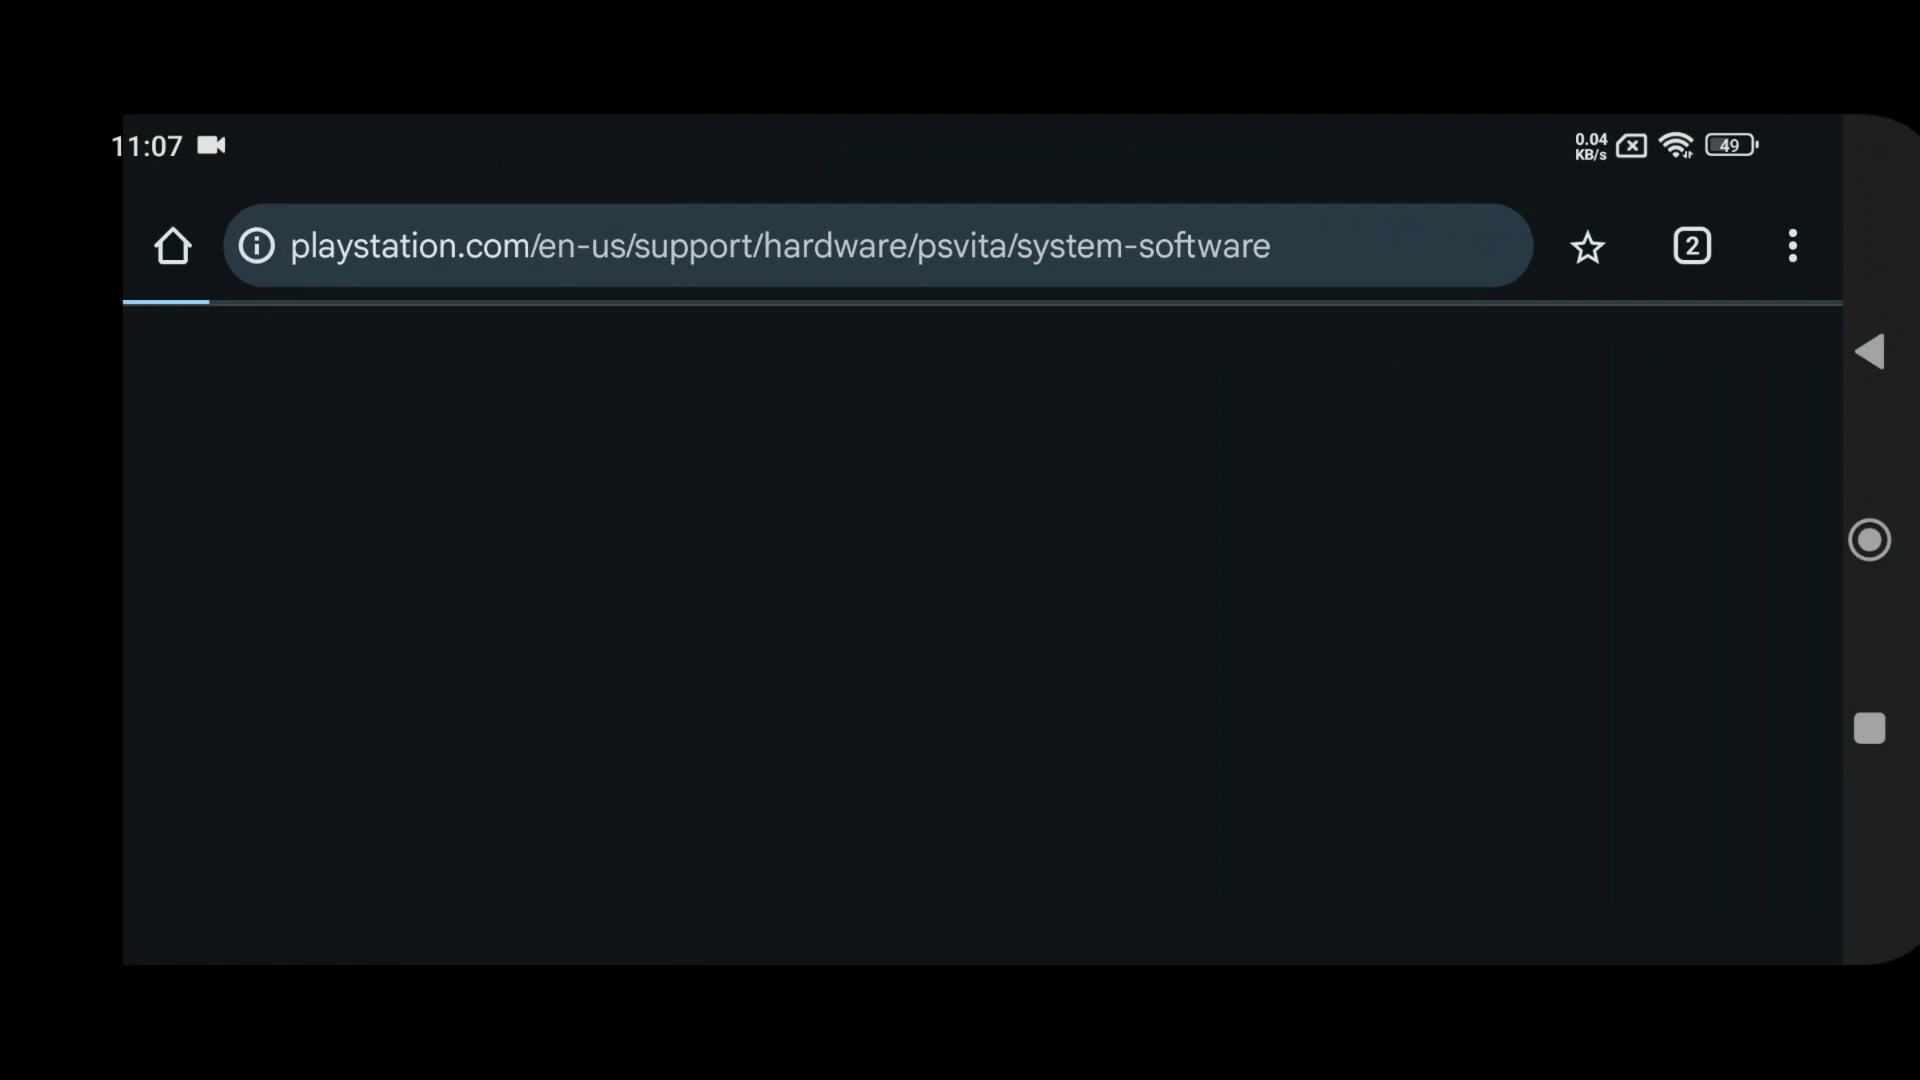 11:07
0.04
KB/s
49
playstation.com/en-us/support/hardware/psvita/system-software
2